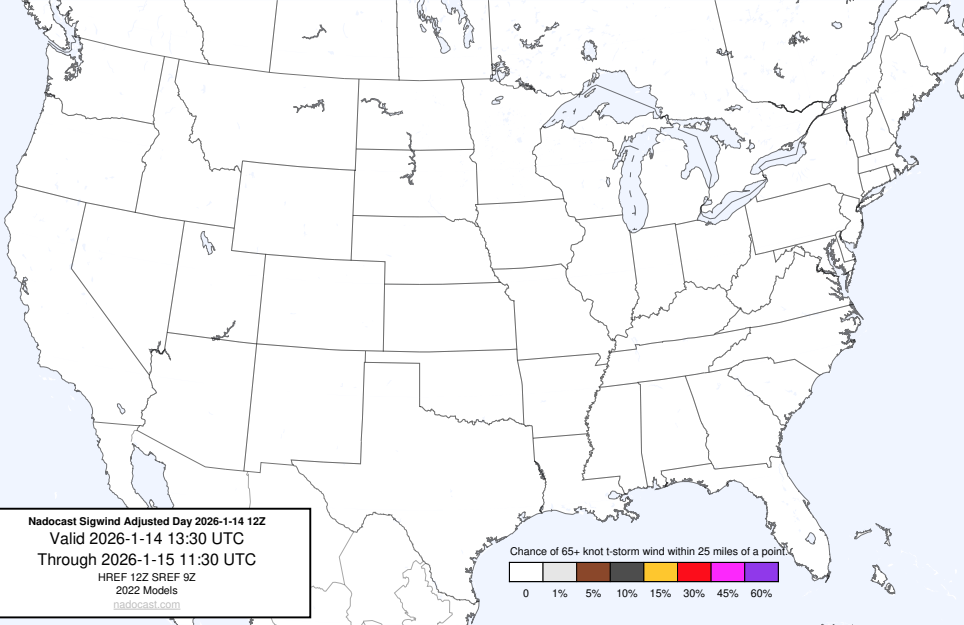 Nadocast Sigwind Adjusted Day 2026-1-14 12Z
Valid 2026-1-14 13:30 UTC
Through 2026-1-15 11:30 UTC
HREF 12Z SREF 9Z
2022 Models
nadocast.com
Chance of 65+ knot t-storm wind within 25 miles of a point.
0 1% 5% 10% 15% 30% 45% 60%